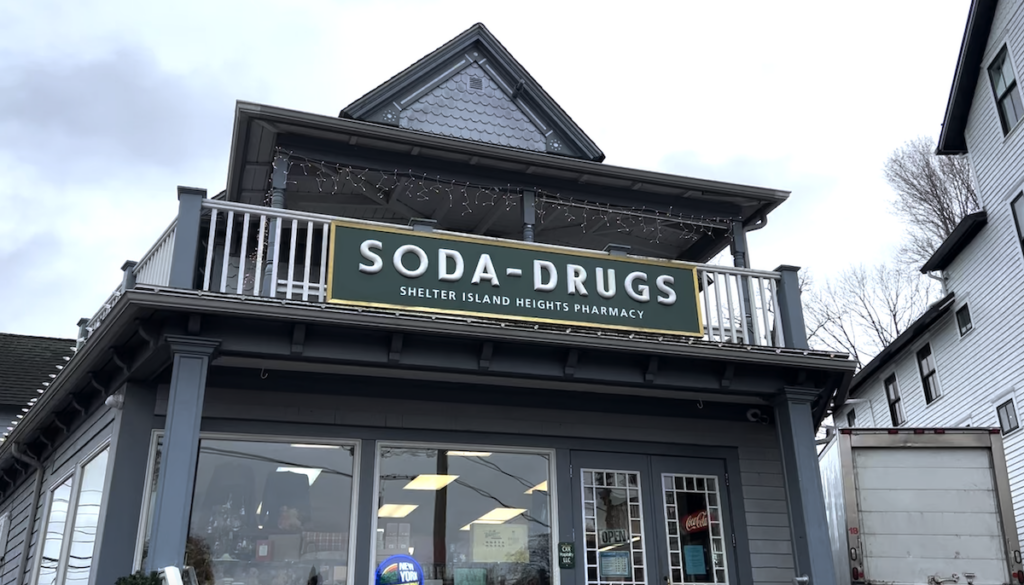 SODA-DRUGS
SHELTER ISLAND HEIGHTS PHARMACY
OPEN
Coca-Cola
NEW
YORK